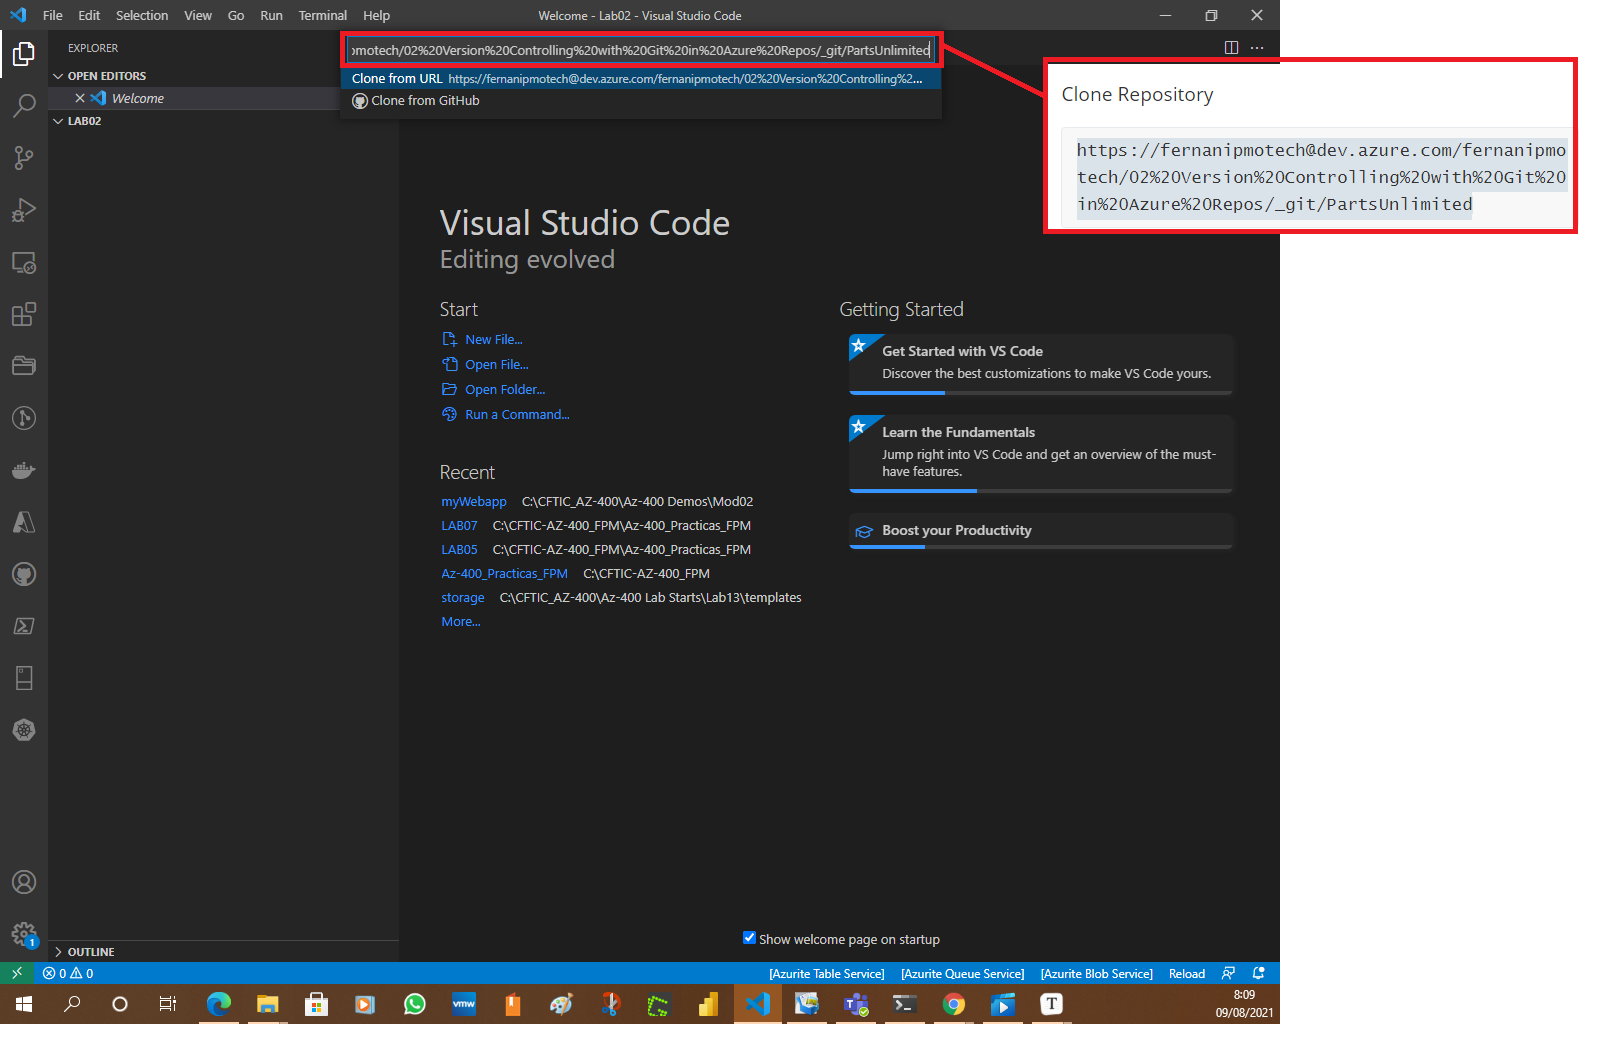 File Edit Selection View Go Run Terminal Help
Welcome - Lab02 - Visual Studio Code
EXPLORER
OPEN EDITORS
Welcome
LAB02
motech/02%20Version%20Controlling%20with%20Git%20in%20Azure%20Repos/_git/PartsUnlimited
Clone from URL https://fernanipmotech@dev.azure.com/fernanipmotech/02%20Version%20Controlling%2...
Clone from GitHub
Clone Repository
https://fernanipmotech@dev.azure.com/fernanipmo
tech/02%20Version%20Controlling%20with%20Git%20
in%20Azure%20Repos/_git/PartsUnlimited
Visual Studio Code
Editing evolved
Start
New File...
Open File...
Open Folder...
Run a Command...
Recent
myWebapp C:\CFTIC_AZ-400\Az-400 Demos\Mod02
LAB07 C:\CFTIC-AZ-400_FPM\Az-400_Practicas_FPM
LAB05 C:\CFTIC-AZ-400_FPM\Az-400_Practicas_FPM
Az-400_Practicas_FPM C:\CFTIC-AZ-400_FPM
storage C:\CFTIC_AZ-400\Az-400 Lab Starts\Lab13\templates
More...
Getting Started
Get Started with VS Code
Discover the best customizations to make VS Code yours.
Learn the Fundamentals
Jump right into VS Code and get an overview of the must-
have features.
Boost your Productivity
Show welcome page on startup
1
OUTLINE
0 0
[Azurite Table Service] [Azurite Queue Service] [Azurite Blob Service] Reload
vmw
T
8:09
09/08/2021